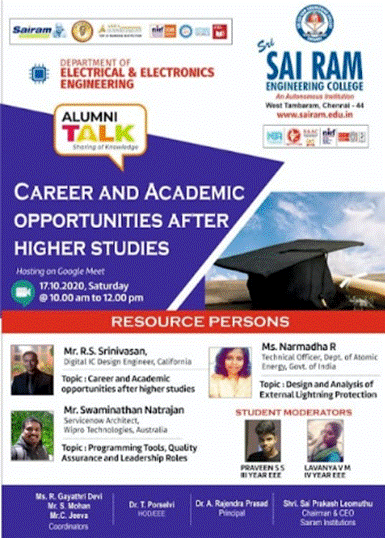 Sairam
DEPARTMENT OF
ELECTRICAL & ELECTRONICS
ENGINEERING
Sri
SAI RAM
ENGINEERING COLLEGE
An Autonomous Institution
West Tambaram, Chennai - 44
www.sairam.edu.in
ALUMNI
TALK
Sharing of Knowledge
CAREER AND ACADEMIC
OPPORTUNITIES AFTER
HIGHER STUDIES
Hosting on Google Meet
17.10.2020, Saturday
@ 10.00 am to 12.00 pm
RESOURCE PERSONS
Mr. R.S. Srinivasan,
Digital IC Design Engineer, California
Topic : Career and Academic
opportunities after higher studies
Ms. Narmadha R
Technical Officer, Dept. of Atomic
Energy, Govt. of India
Topic : Design and Analysis of
External Lightning Protection
Mr. Swaminathan Natrajan
Servicenow Architect,
Wipro Technologies, Australia
Topic : Programming Tools, Quality
Assurance and Leadership Roles
STUDENT MODERATORS
PRAVEEN S S
III YEAR EEE
LAVANYA V M
IV YEAR EEE
Ms. R. Gayathri Devi
Mr. S. Mohan
Mr.C. Jeeva
Coordinators
Dr. T. Porselvi
HOD/EEE
Dr. A. Rajendra Prasad
Principal
Shri. Sai Prakash Leomuthu
Chairman & CEO
Sairam Institutions